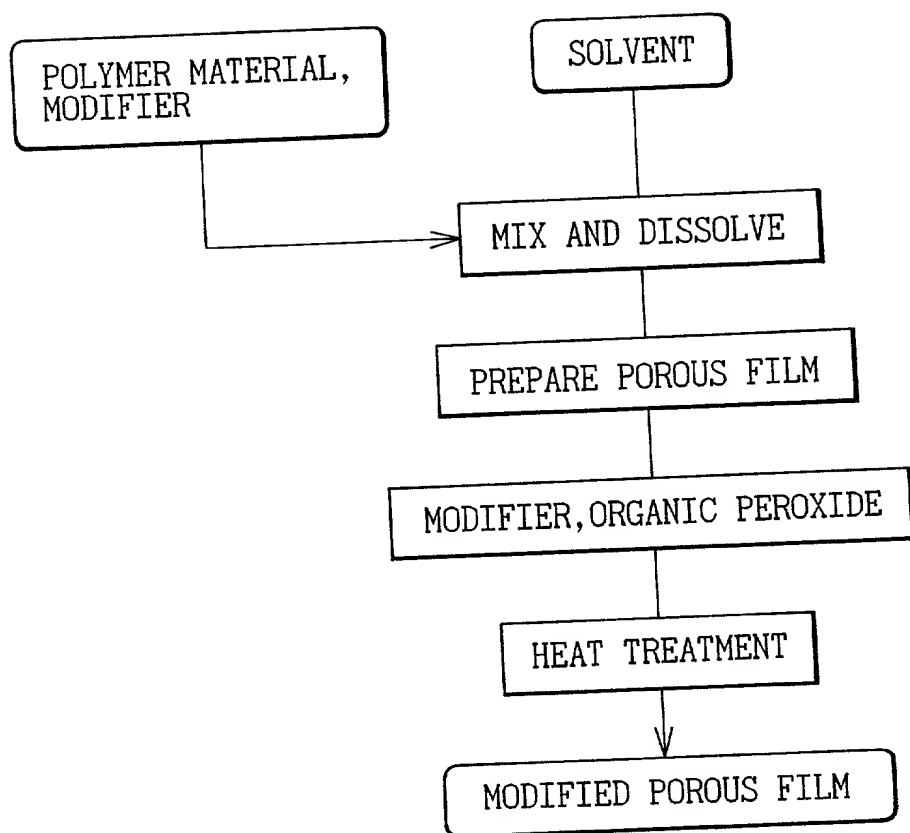 POLYMER MATERIAL,
MODIFIER
SOLVENT
MIX AND DISSOLVE
PREPARE POROUS FILM
MODIFIER,ORGANIC PEROXIDE
HEAT TREATMENT
MODIFIED POROUS FILM